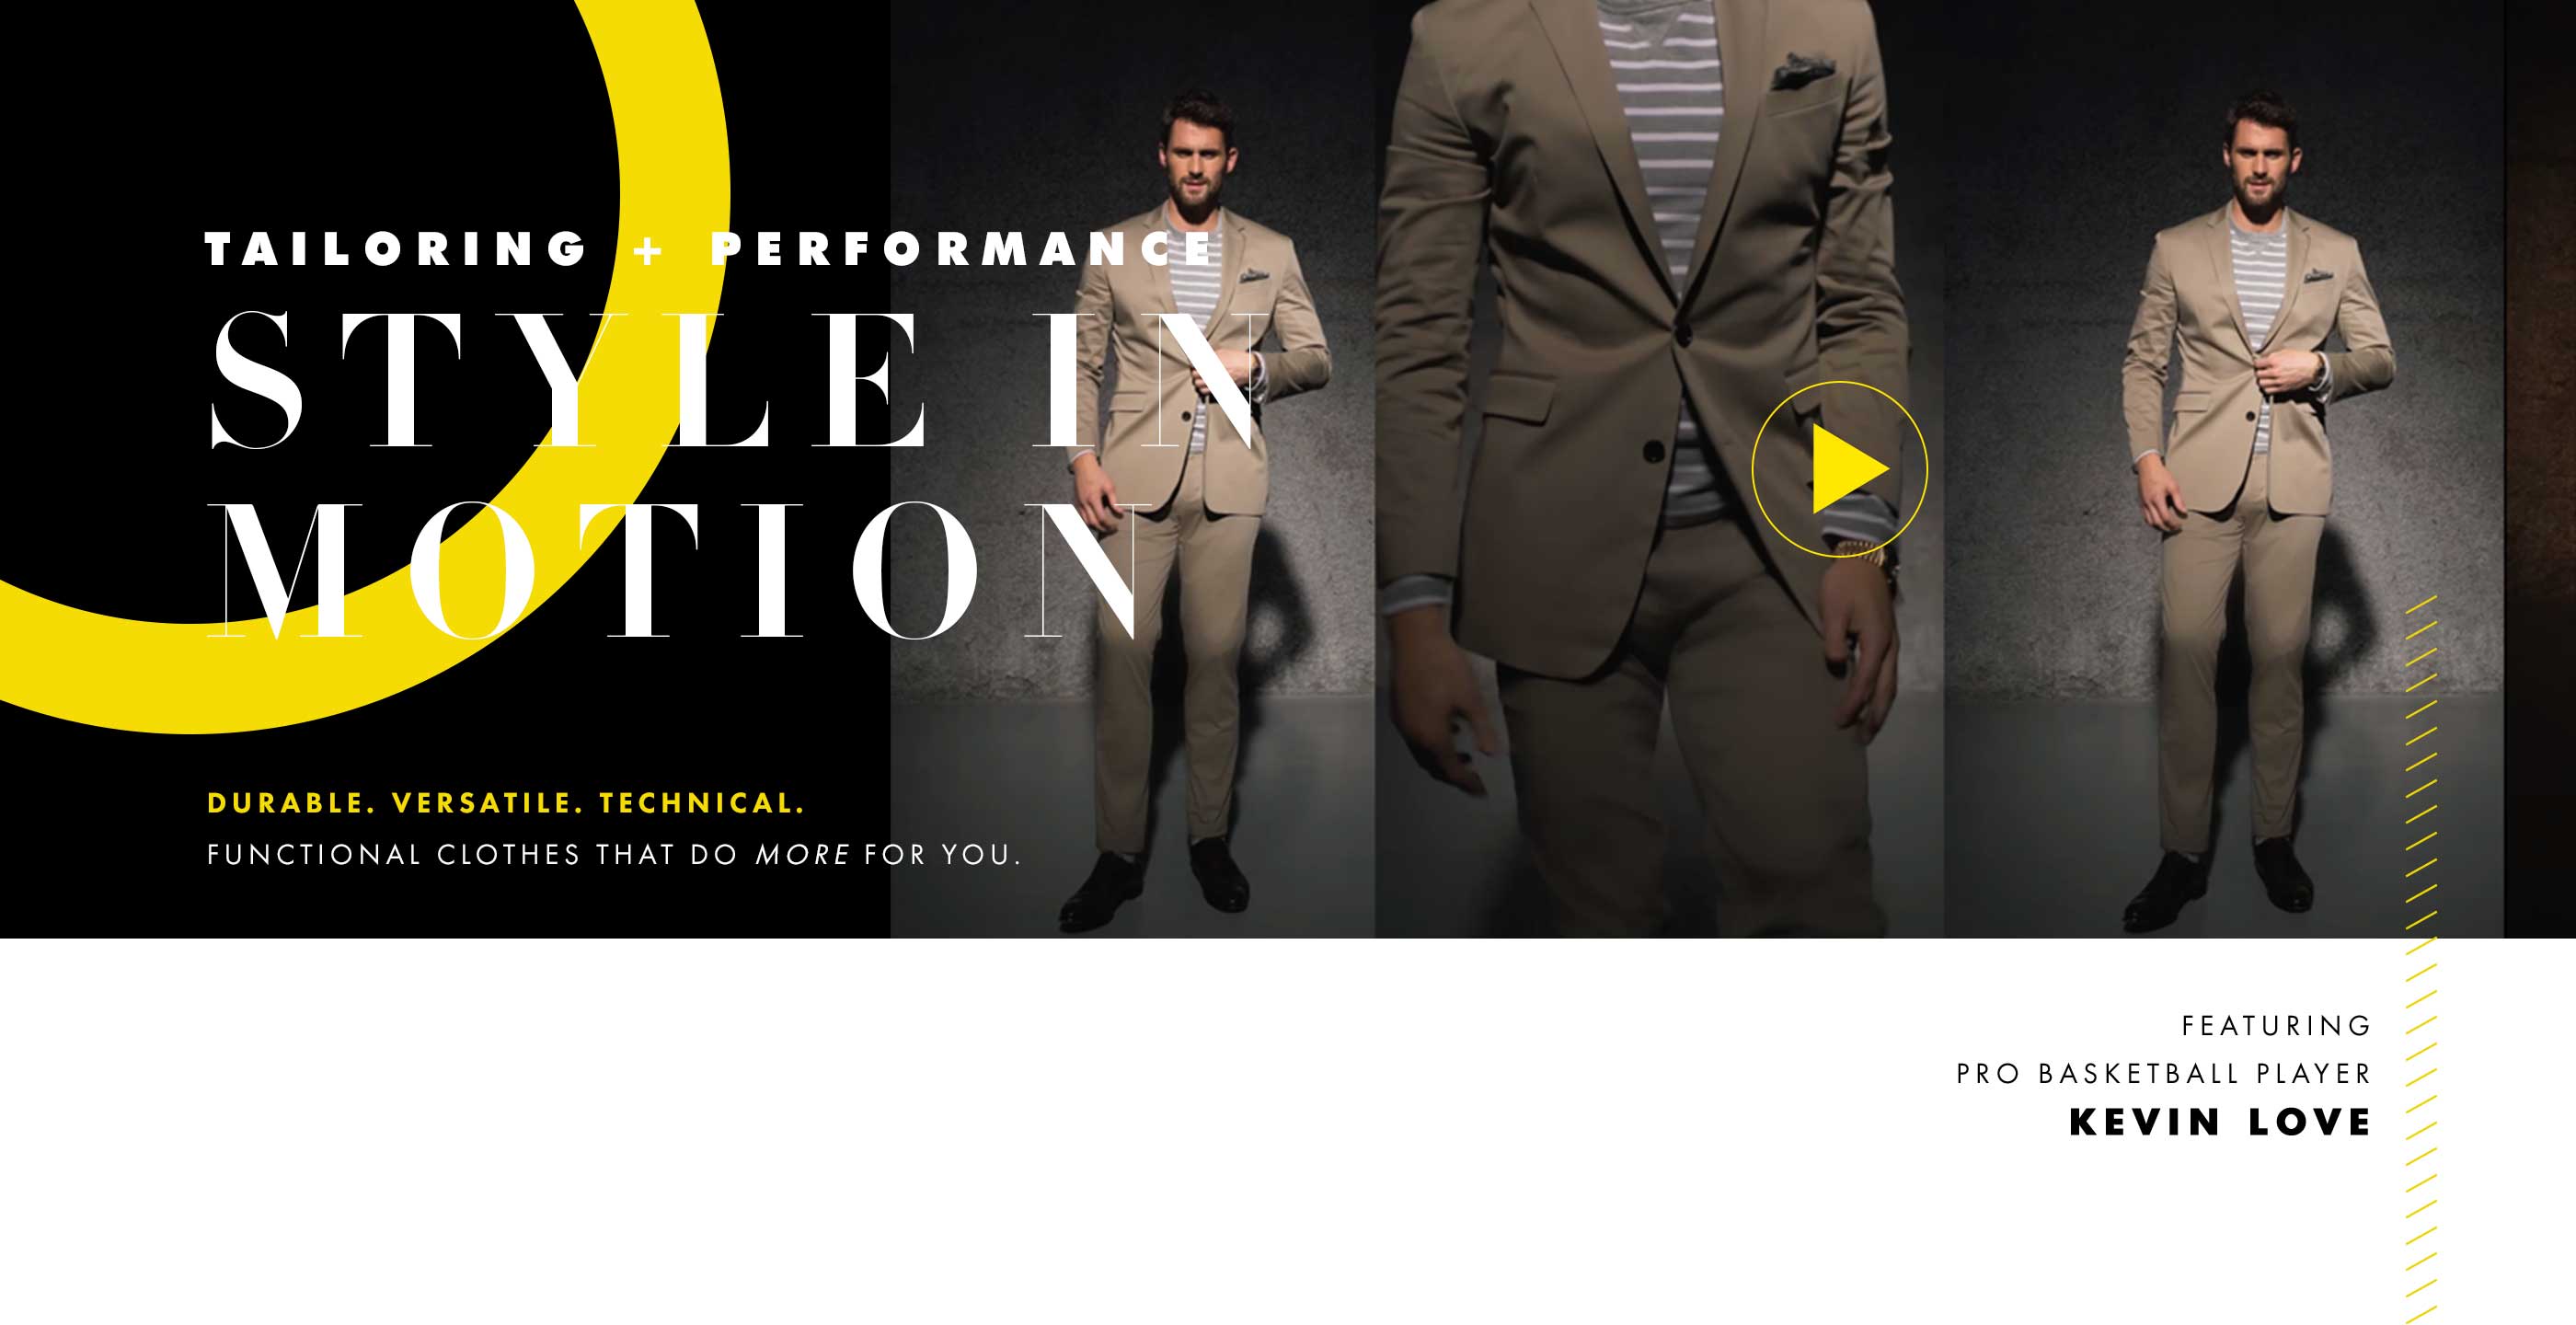 TAILORING + PERFORMANCE
STYLE IN
MOTION
DURABLE. VERSATILE. TECHNICAL.
FUNCTIONAL CLOTHES THAT DO MORE FOR YOU.
FEATURING
PRO BASKETBALL PLAYER
KEVIN LOVE